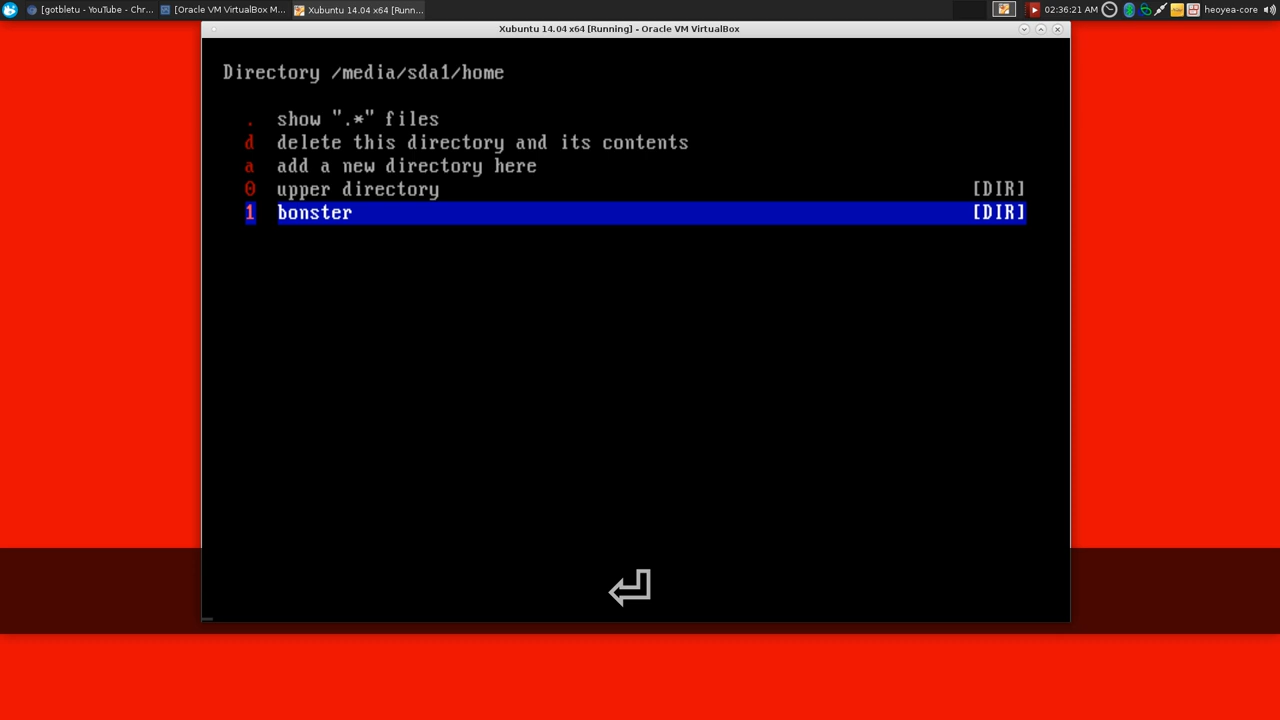 [gotbletu - YouTube - Chr...
[Oracle VM VirtualBox M...
Xubuntu 14.04 x64 [Runn...
02:36:21 AM
heoyea-core
Xubuntu 14.04 x64 [Running] - Oracle VM VirtualBox
Directory /media/sda1/home
. show ".*" files
d delete this directory and its contents
a add a new directory here
0 upper directory [DIR]
1 bonster [DIR]